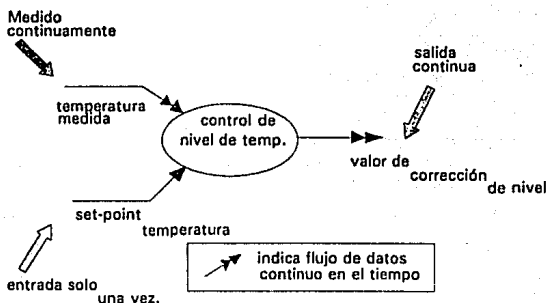 Medido
continuamente
salida
continua
temperatura
medida
control de
nivel de temp.
valor de
corrección
de nivel
set-point
temperatura
indica flujo de datos
continuo en el tiempo
entrada solo
una vez.